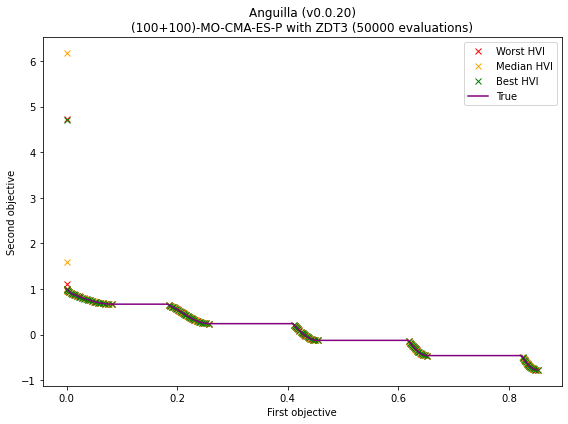 Anguilla (v0.0.20)
(100+100)-MO-CMA-ES-P with ZDT3 (50000 evaluations)
Worst HVI
Median HVI
Best HVI
True
Second objective
6
5
4
3
2
1
0
−1
0.0 0.2 0.4 0.6 0.8
First objective